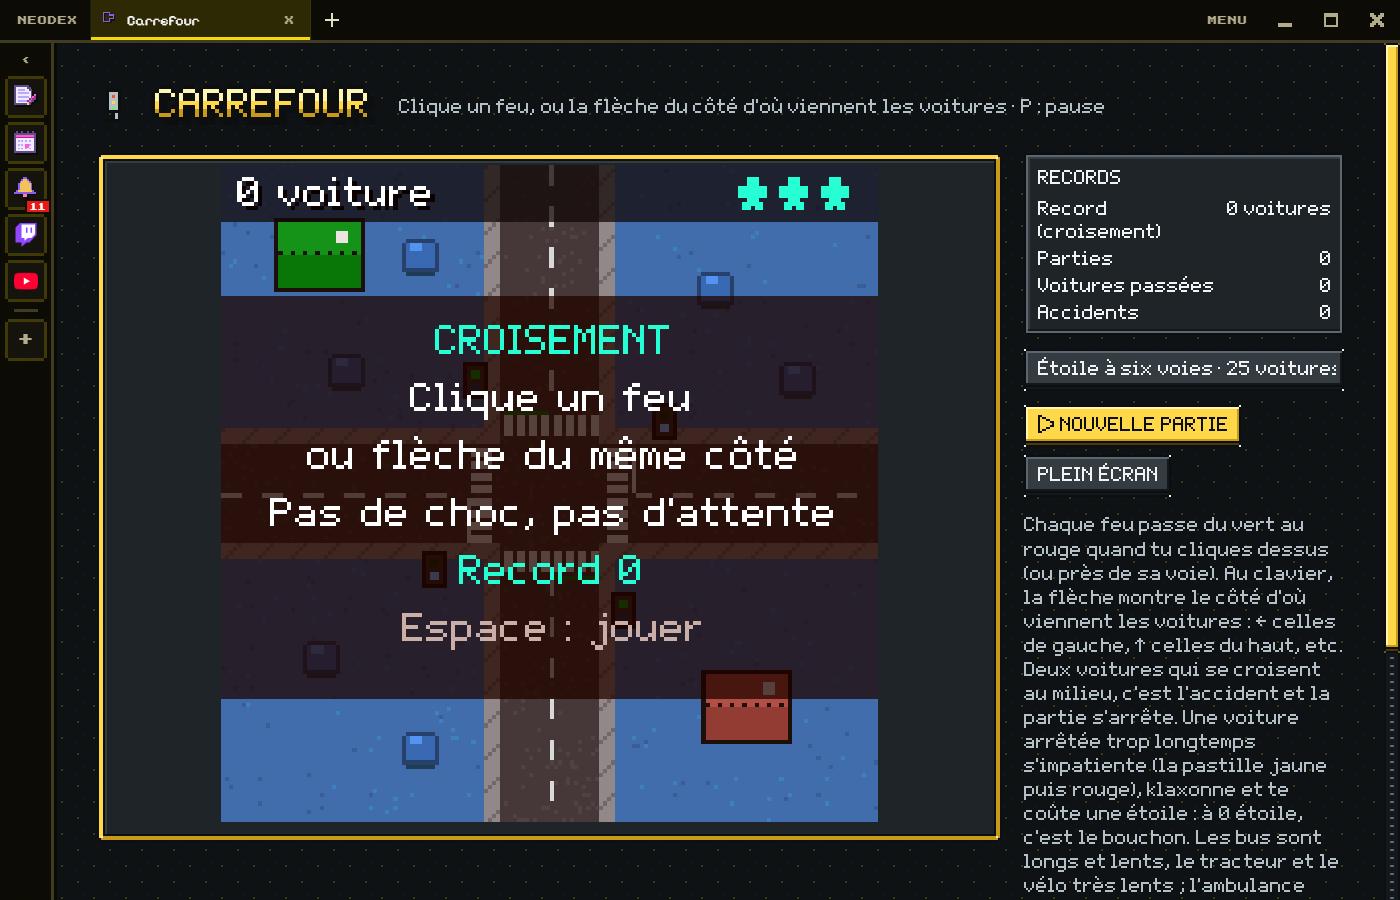 NEODEX
Carrefour
MENU
CARREFOUR
Clique un feu, ou la flèche du côté d'où viennent les voitures · P : pause
0 voiture
CROISEMENT
Clique un feu
ou flèche du même côté
Pas de choc, pas d'attente
Record 0
Espace : jouer
11
RECORDS
Record (croisement) 0 voitures
Parties 0
Voitures passées 0
Accidents 0
Étoile à six voies · 25 voitures
NOUVELLE PARTIE
PLEIN ÉCRAN
Chaque feu passe du vert au
rouge quand tu cliques dessus
(ou près de sa voie). Au clavier,
la flèche montre le côté d'où
viennent les voitures : ← celles
de gauche, ↑ celles du haut, etc.
Deux voitures qui se croisent
au milieu, c'est l'accident et la
partie s'arrête. Une voiture
arrêtée trop longtemps
s'impatiente (la pastille jaune
puis rouge), klaxonne et te
coûte une étoile : à 0 étoile,
c'est le bouchon. Les bus sont
longs et lents, le tracteur et le
vélo très lents ; l'ambulance